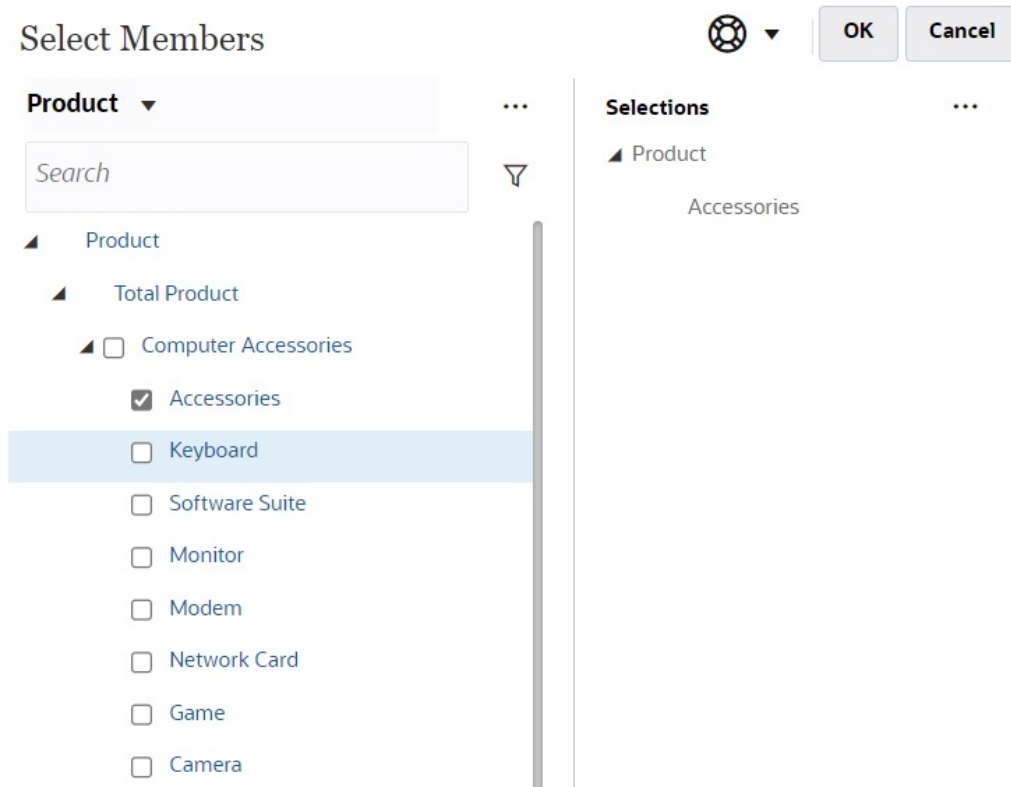 Select Members
OK
Cancel
Product
Search
Product
Total Product
Computer Accessories
Accessories
Keyboard
Software Suite
Monitor
Modem
Network Card
Game
Camera
Selections
Product
Accessories